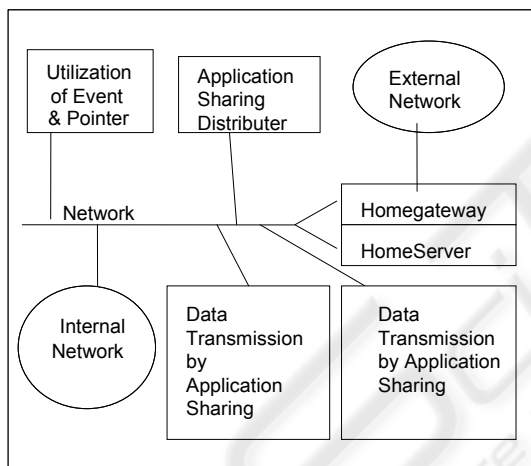 Utilization
of Event
& Pointer
Application
Sharing
Distributer
External
Network
Network
Homegateway
HomeServer
Internal
Network
Data
Transmission
by
Application
Sharing
Data
Transmission
by Application
Sharing